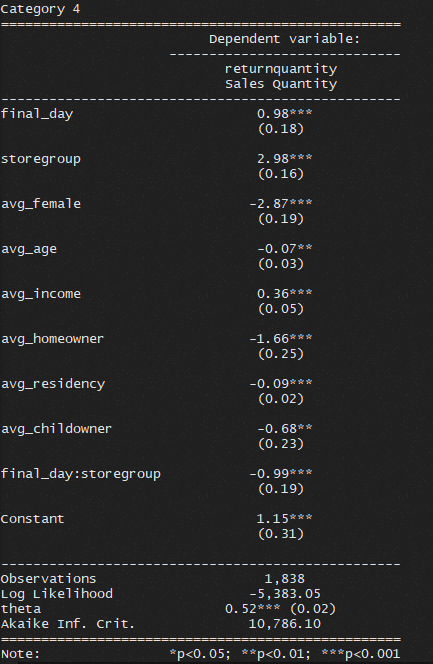 Category 4
==================================================
Dependent variable:
-----------------------------
returnquantity
Sales Quantity
--------------------------------------------------
final_day 0.98***
(0.18)
storegroup 2.98***
(0.16)
avg_female -2.87***
(0.19)
avg_age -0.07**
(0.03)
avg_income 0.36***
(0.05)
avg_homeowner -1.66***
(0.25)
avg_residency -0.09***
(0.02)
avg_childowner -0.68**
(0.23)
final_day:storegroup -0.99***
(0.19)
Constant 1.15***
(0.31)
--------------------------------------------------
Observations 1,838
Log Likelihood -5,383.05
theta 0.52*** (0.02)
Akaike Inf. Crit. 10,786.10
==================================================
Note: *p<0.05; **p<0.01; ***p<0.001